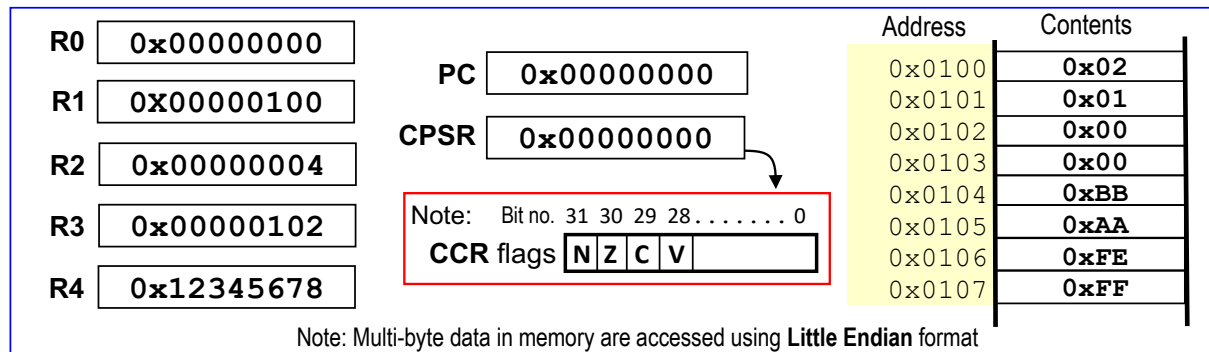 R0 0x00000000
R1 0X00000100
R2 0x00000004
R3 0x00000102
R4 0x12345678
PC 0x00000000
CPSR 0x00000000
Note: Bit no. 31 30 29 28.......0
CCR flags N Z C V
Address Contents
0x0100 0x02
0x0101 0x01
0x0102 0x00
0x0103 0x00
0x0104 0xBB
0x0105 0xAA
0x0106 0xFE
0x0107 0xFF
Note: Multi-byte data in memory are accessed using Little Endian format